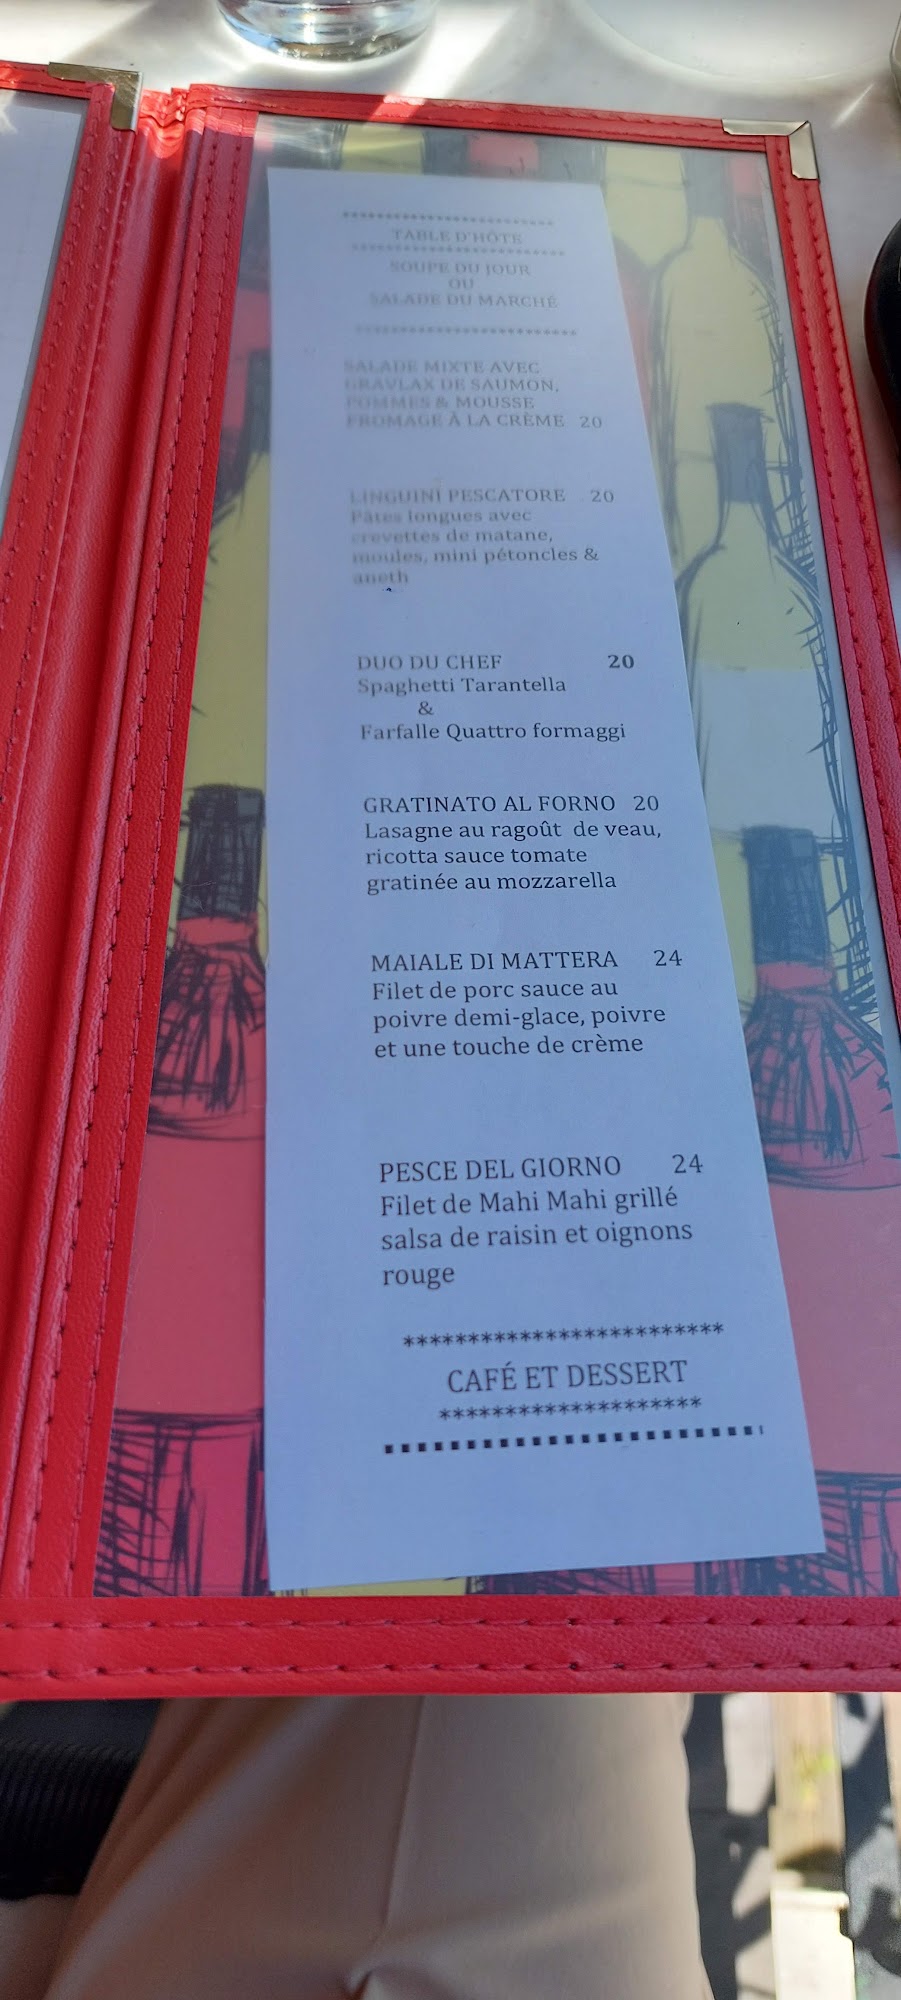 *************************
TABLE D'HÔTE
*************************
SOUPE DU JOUR
OU
SALADE DU MARCHÉ
*************************
SALADE MIXTE AVEC
GRAVLAX DE SAUMON,
POMMES & MOUSSE
FROMAGE À LA CRÈME 20
LINGUINI PESCATORE 20
Pâtes longues avec
crevettes de matane,
moules, mini pétoncles &
aneth
DUO DU CHEF 20
Spaghetti Tarantella
&
Farfalle Quattro formaggi
GRATINATO AL FORNO 20
Lasagne au ragoût de veau,
ricotta sauce tomate
gratinée au mozzarella
MAIALE DI MATTERA 24
Filet de porc sauce au
poivre demi-glace, poivre
et une touche de crème
PESCE DEL GIORNO 24
Filet de Mahi Mahi grillé
salsa de raisin et oignons
rouge
*************************
CAFÉ ET DESSERT
********************